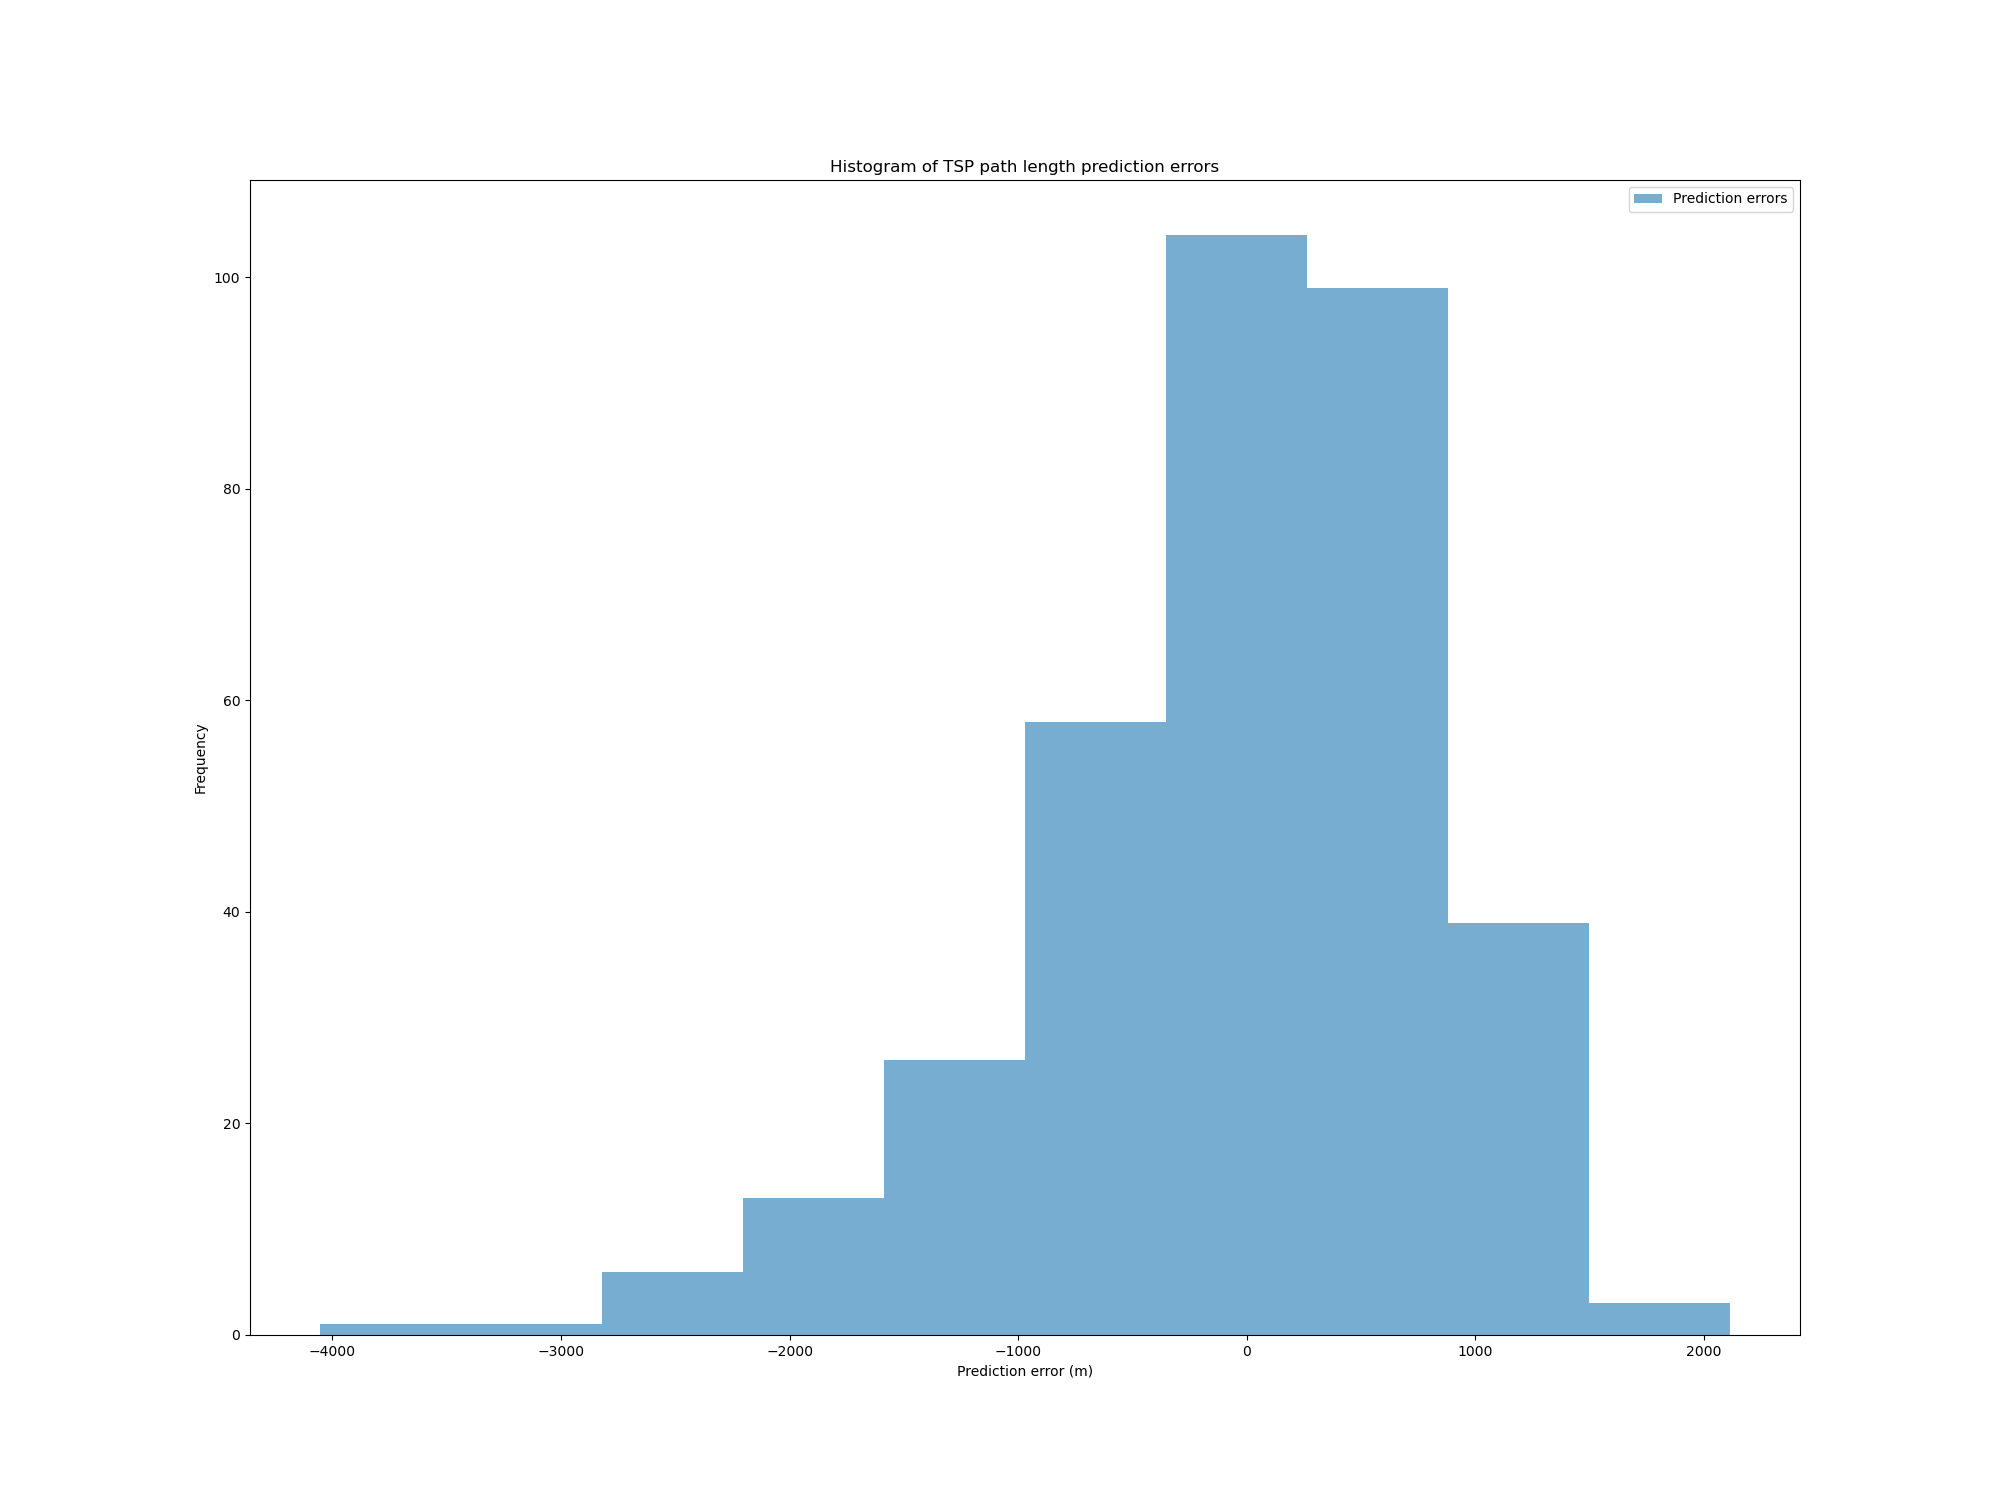 Histogram of TSP path length prediction errors
Prediction errors
100
80
60
40
20
0
Frequency
−4000 −3000 −2000 −1000 0 1000 2000
Prediction error (m)